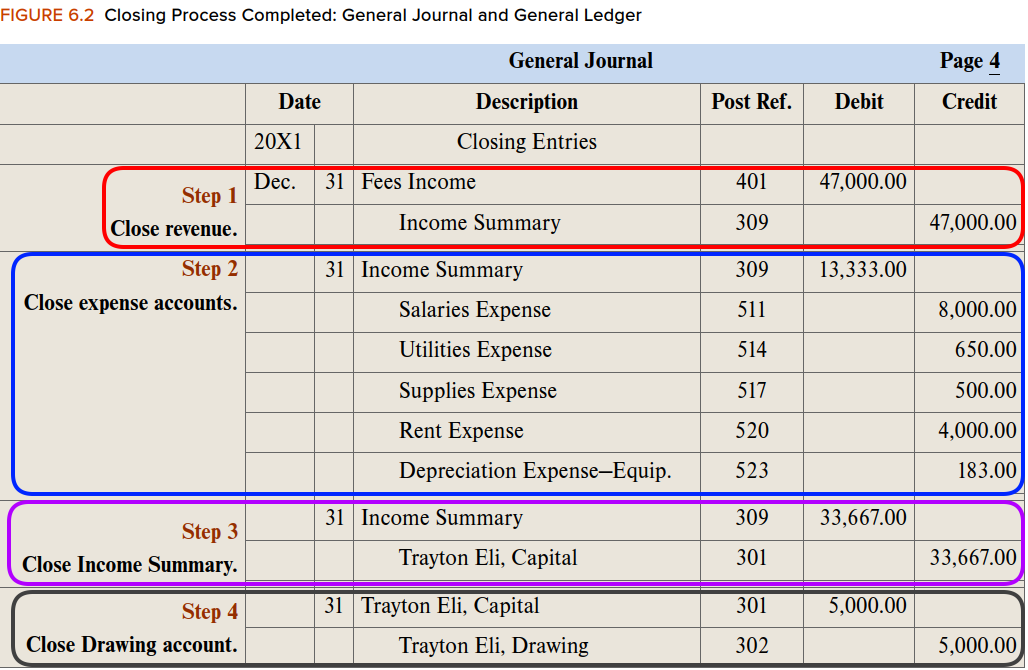 FIGURE 6.2 Closing Process Completed: General Journal and General Ledger
General Journal Page 4
Date Description Post Ref. Debit Credit
20X1 Closing Entries
Step 1 Dec. 31 Fees Income 401 47,000.00
Close revenue. Income Summary 309 47,000.00
Step 2 31 Income Summary 309 13,333.00
Close expense accounts. Salaries Expense 511 8,000.00
Utilities Expense 514 650.00
Supplies Expense 517 500.00
Rent Expense 520 4,000.00
Depreciation Expense–Equip. 523 183.00
Step 3 31 Income Summary 309 33,667.00
Close Income Summary. Trayton Eli, Capital 301 33,667.00
Step 4 31 Trayton Eli, Capital 301 5,000.00
Close Drawing account. Trayton Eli, Drawing 302 5,000.00